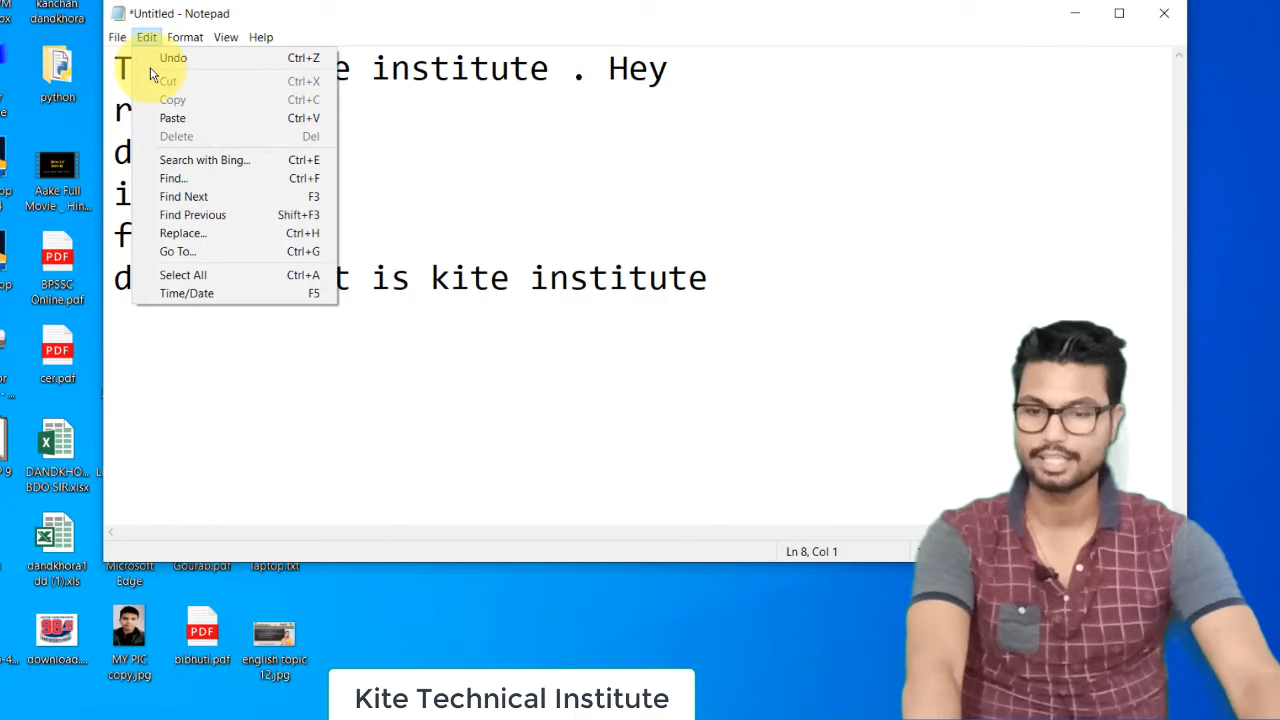 *Untitled - Notepad
File Edit Format View Help
Undo Ctrl+Z
Cut Ctrl+X
Copy Ctrl+C
Paste Ctrl+V
Delete Del
Search with Bing... Ctrl+E
Find... Ctrl+F
Find Next F3
Find Previous Shift+F3
Replace... Ctrl+H
Go To... Ctrl+G
Select All Ctrl+A
Time/Date F5
institute . Hey
is kite institute
Ln 8, Col 1
kanchan
dandkhora
python
Aake Full
Movie _ Hin...
PDF
BPSSC
Online.pdf
PDF
cer.pdf
DANDKHO...
BDO SIR.xlsx
dandkhora1
dd (1).xls
Microsoft
Edge
Gourab.pdf
laptop.txt
download....
MY PIC
copy.jpg
PDF
bibhuti.pdf
english topic
12.jpg
Kite Technical Institute